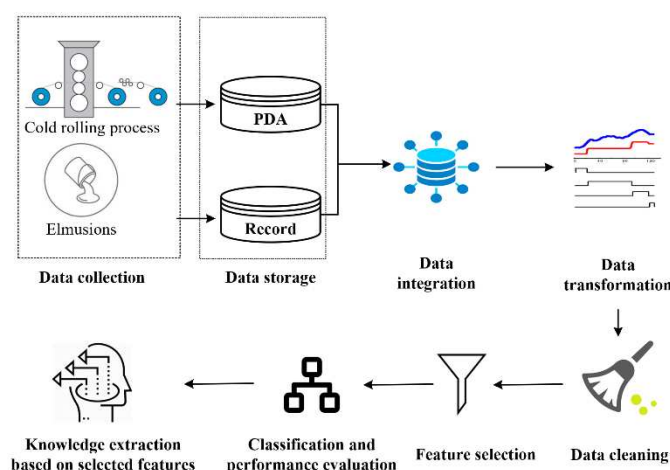 Cold rolling process
Elmusions
Data collection
PDA
Record
Data storage
Data
integration
Data
transformation
Knowledge extraction
based on selected features
Classification and
performance evaluation
Feature selection
Data cleaning